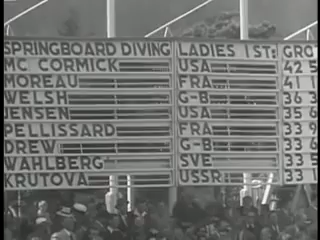 SPRINGBOARD DIVING LADIES 1ST: GRO
MC CORMICK USA 42 5
MOREAU FRA 41 1
WELSH G-B 36 3
JENSEN USA 35 6
PELLISSARD FRA 33 9
DREW G-B 33 6
WAHLBERG SVE 33 5
KRUTOVA USSR 33 1